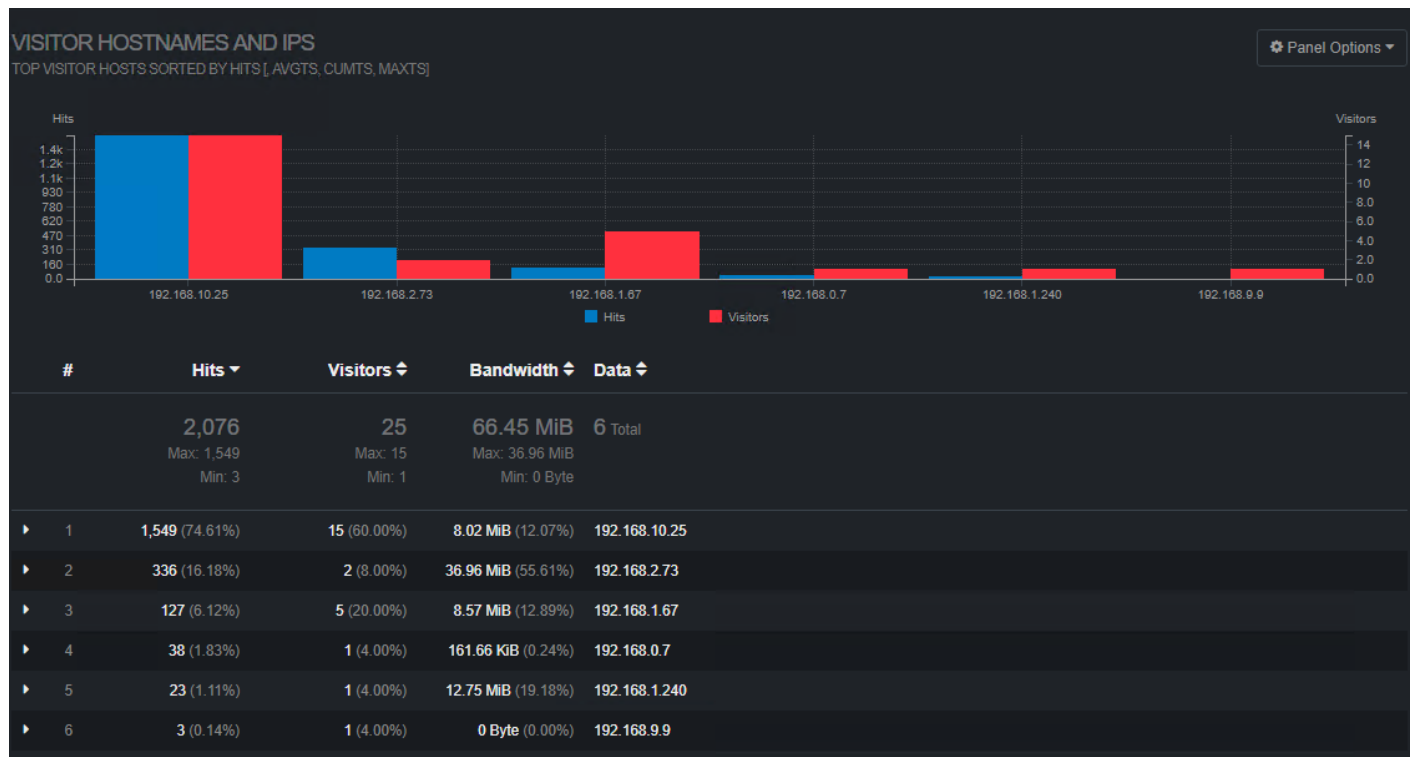 VISITOR HOSTNAMES AND IPS
Panel Options
TOP VISITOR HOSTS SORTED BY HITS [, AVGTS, CUMTS, MAXTS]
Hits Visitors
1.4k
1.2k
1.1k
930
780
620
470
310
160
0.0
14
12
10
8.0
6.0
4.0
2.0
0.0
192.168.10.25 192.168.2.73 192.168.1.67 192.168.0.7 192.168.1.240 192.168.9.9
Hits Visitors
# Hits Visitors Bandwidth Data
2,076 25 66.45 MiB 6 Total
Max: 1,549 Max: 15 Max: 36.96 MiB
Min: 3 Min: 1 Min: 0 Byte
1 1,549 (74.61%) 15 (60.00%) 8.02 MiB (12.07%) 192.168.10.25
2 336 (16.18%) 2 (8.00%) 36.96 MiB (55.61%) 192.168.2.73
3 127 (6.12%) 5 (20.00%) 8.57 MiB (12.89%) 192.168.1.67
4 38 (1.83%) 1 (4.00%) 161.66 KiB (0.24%) 192.168.0.7
5 23 (1.11%) 1 (4.00%) 12.75 MiB (19.18%) 192.168.1.240
6 3 (0.14%) 1 (4.00%) 0 Byte (0.00%) 192.168.9.9